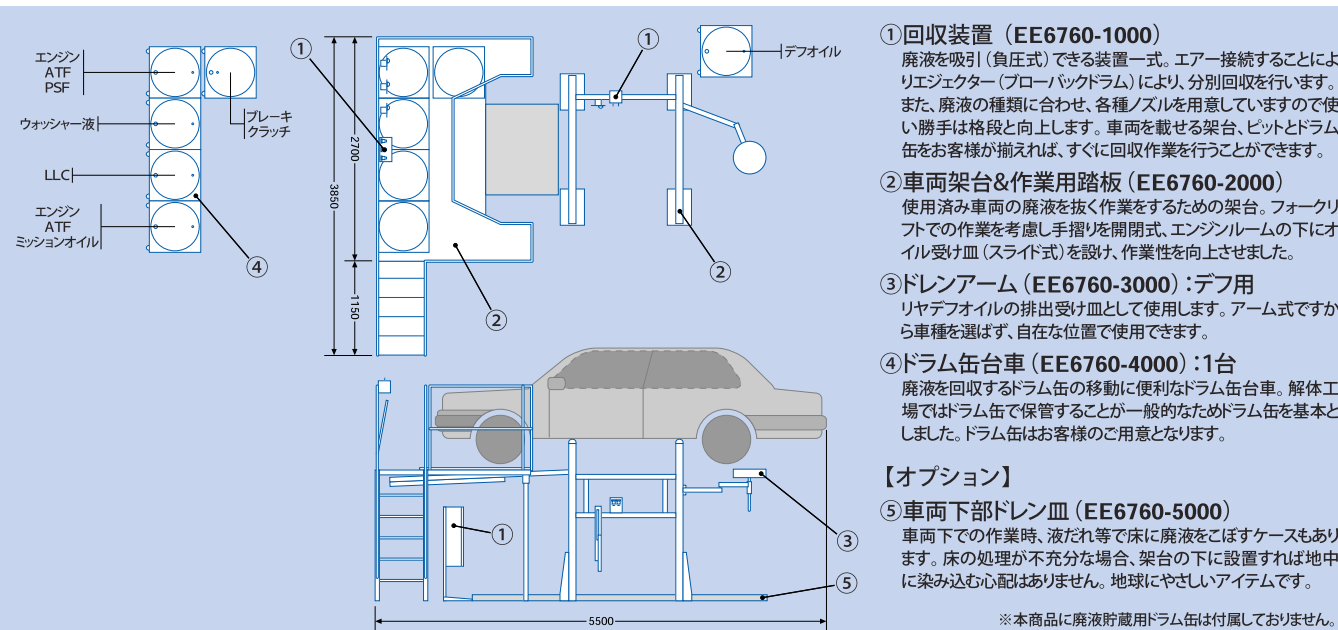 エンジン
ATF
PSF
ウォッシャー液
LLC
エンジン
ATF
ミッションオイル
ブレーキ
クラッチ
④
①
2700
3850
1150
②
①
デフオイル
②
①
③
⑤
5500
①回収装置（EE6760-1000）
廃液を吸引（負圧式）できる装置一式。エアー接続することによ
りエジェクター（ブローバックドラム）により、分別回収を行います。
また、廃液の種類に合わせ、各種ノズルを用意していますので使
い勝手は格段と向上します。車両を載せる架台、ピットとドラム
缶をお客様が揃えれば、すぐに回収作業を行うことができます。
②車両架台&作業用踏板（EE6760-2000）
使用済み車両の廃液を抜く作業をするための架台。フォークリ
フトでの作業を考慮し手摺りを開閉式、エンジンルームの下にオ
イル受け皿（スライド式）を設け、作業性を向上させました。
③ドレンアーム（EE6760-3000）：デフ用
リヤデフオイルの排出受け皿として使用します。アーム式ですか
ら車種を選ばず、自在な位置で使用できます。
④ドラム缶台車（EE6760-4000）：1台
廃液を回収するドラム缶の移動に便利なドラム缶台車。解体工
場ではドラム缶で保管することが一般的なためドラム缶を基本と
しました。ドラム缶はお客様のご用意となります。
【オプション】
⑤車両下部ドレン皿（EE6760-5000）
車両下での作業時、液だれ等で床に廃液をこぼすケースもあり
ます。床の処理が不充分な場合、架台の下に設置すれば地中
に染み込む心配はありません。地球にやさしいアイテムです。
※本商品に廃液貯蔵用ドラム缶は付属しておりません。